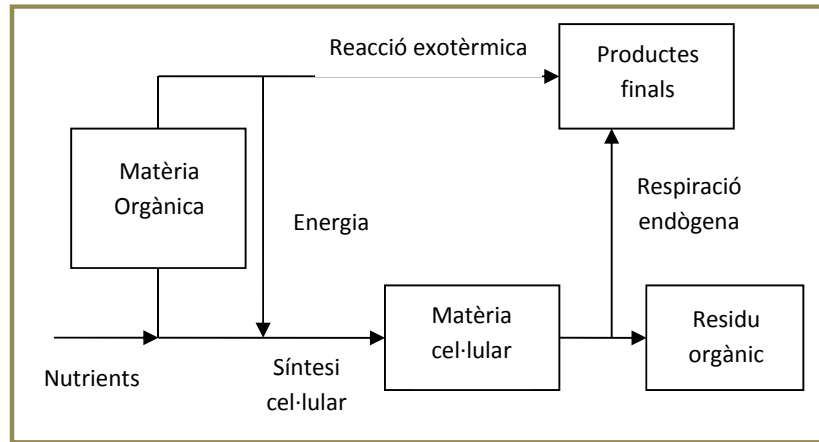 Reacció exotèrmica
Productes
finals
Matèria
Orgànica
Energia
Respiració
endògena
Matèria
cel·lular
Residu
orgànic
Nutrients
Síntesi
cel·lular